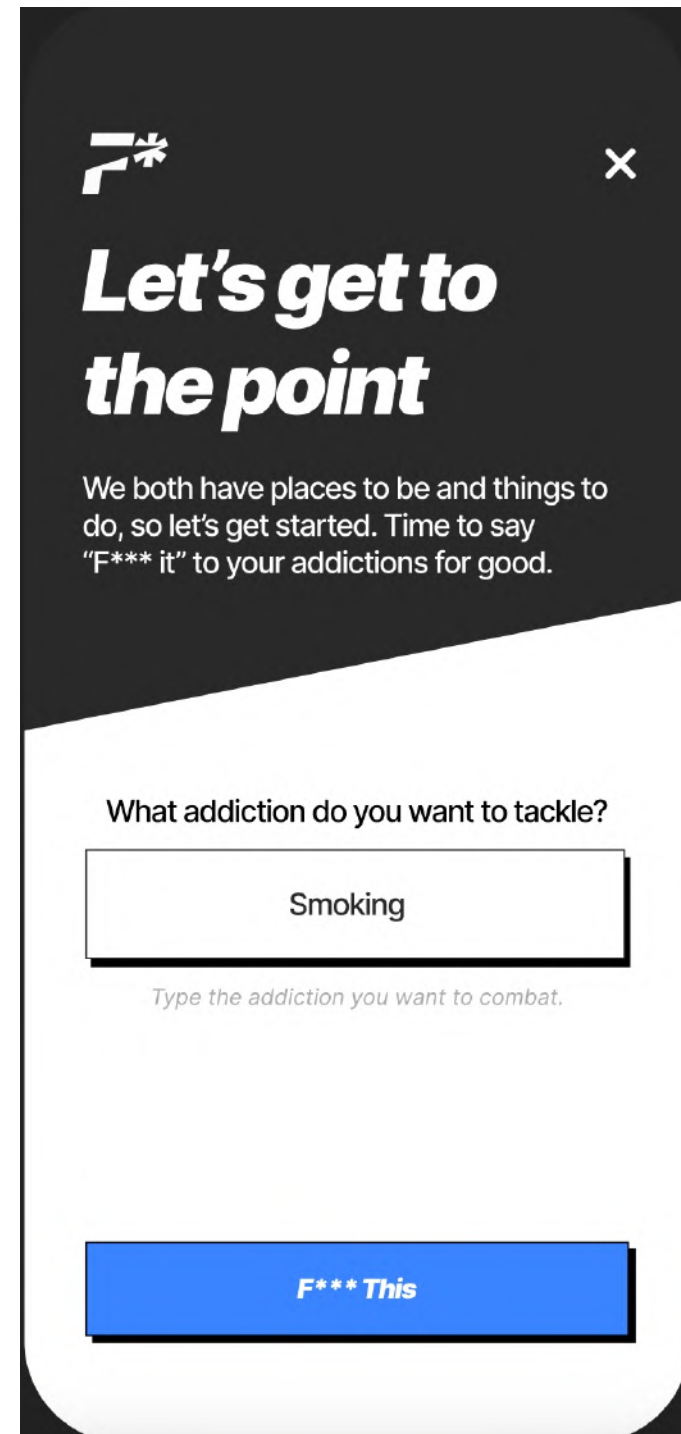 F*
Let’s get to
the point
We both have places to be and things to
do, so let’s get started. Time to say
“F*** it” to your addictions for good.
What addiction do you want to tackle?
Smoking
Type the addiction you want to combat.
F*** This